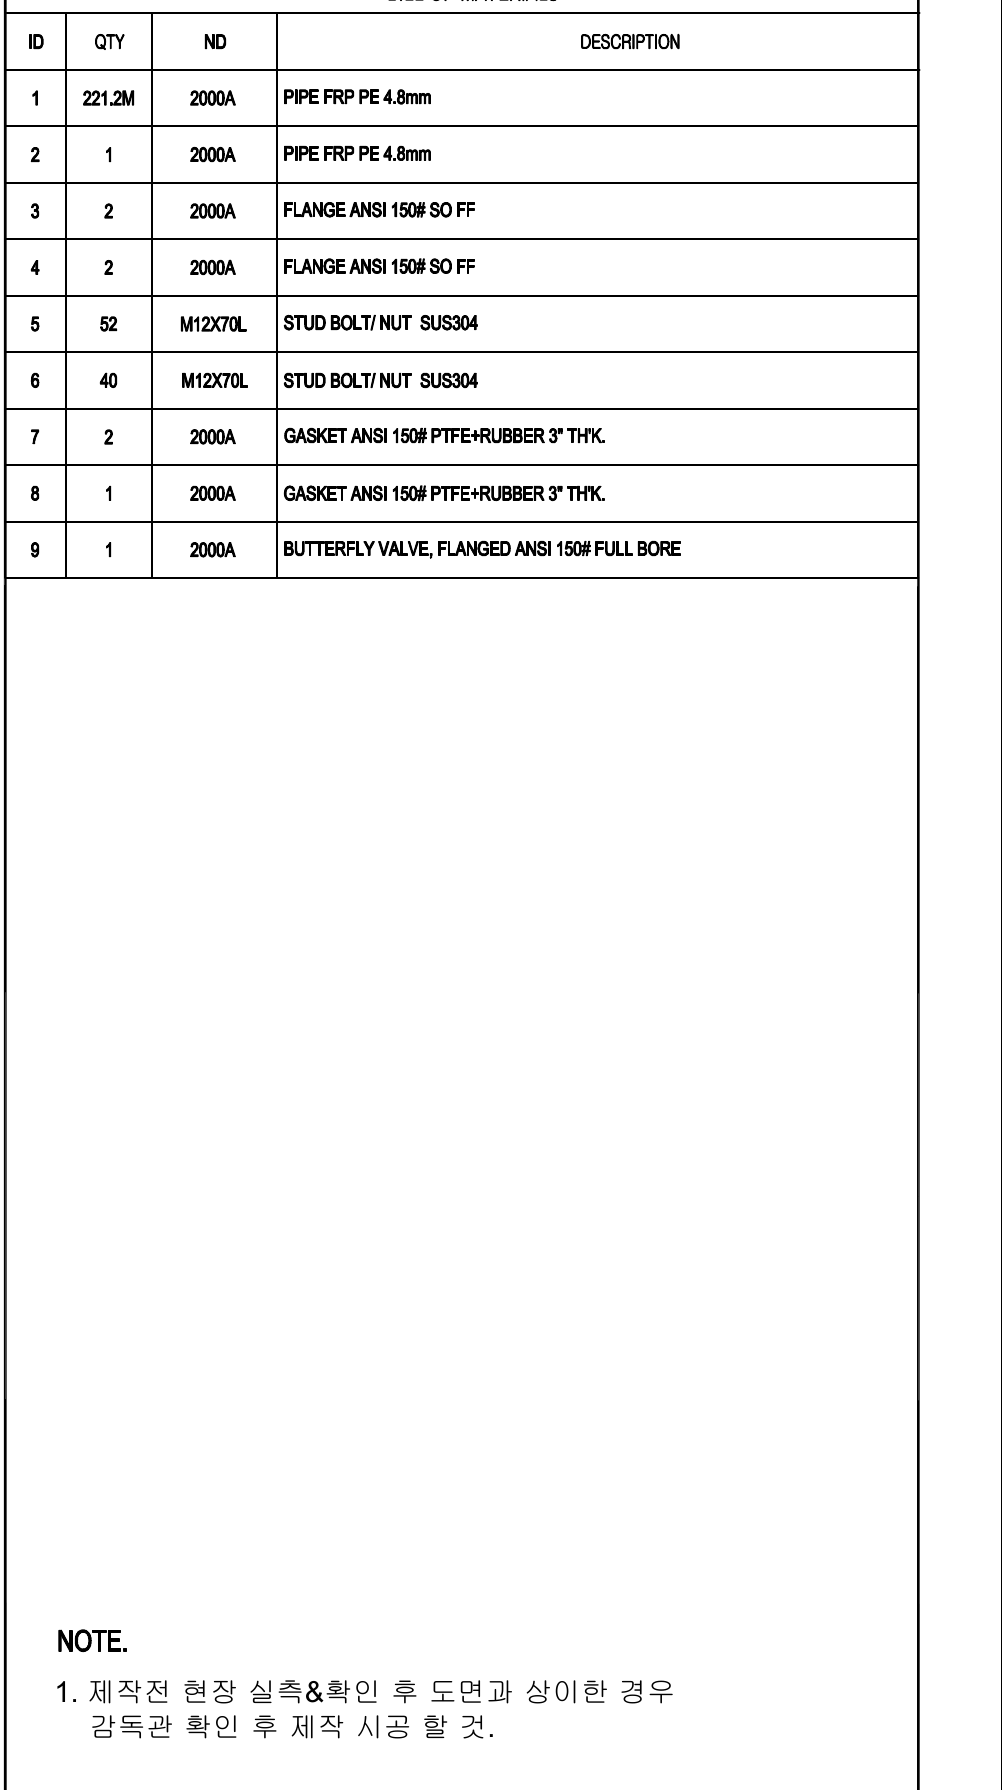 ID QTY ND DESCRIPTION
1 221.2M 2000A PIPE FRP PE 4.8mm
2 1 2000A PIPE FRP PE 4.8mm
3 2 2000A FLANGE ANSI 150# SO FF
4 2 2000A FLANGE ANSI 150# SO FF
5 52 M12X70L STUD BOLT/ NUT SUS304
6 40 M12X70L STUD BOLT/ NUT SUS304
7 2 2000A GASKET ANSI 150# PTFE+RUBBER 3" TH'K.
8 1 2000A GASKET ANSI 150# PTFE+RUBBER 3" TH'K.
9 1 2000A BUTTERFLY VALVE, FLANGED ANSI 150# FULL BORE
NOTE.
1. 제작전 현장 실측&확인 후 도면과 상이한 경우
감독관 확인 후 제작 시공 할 것.